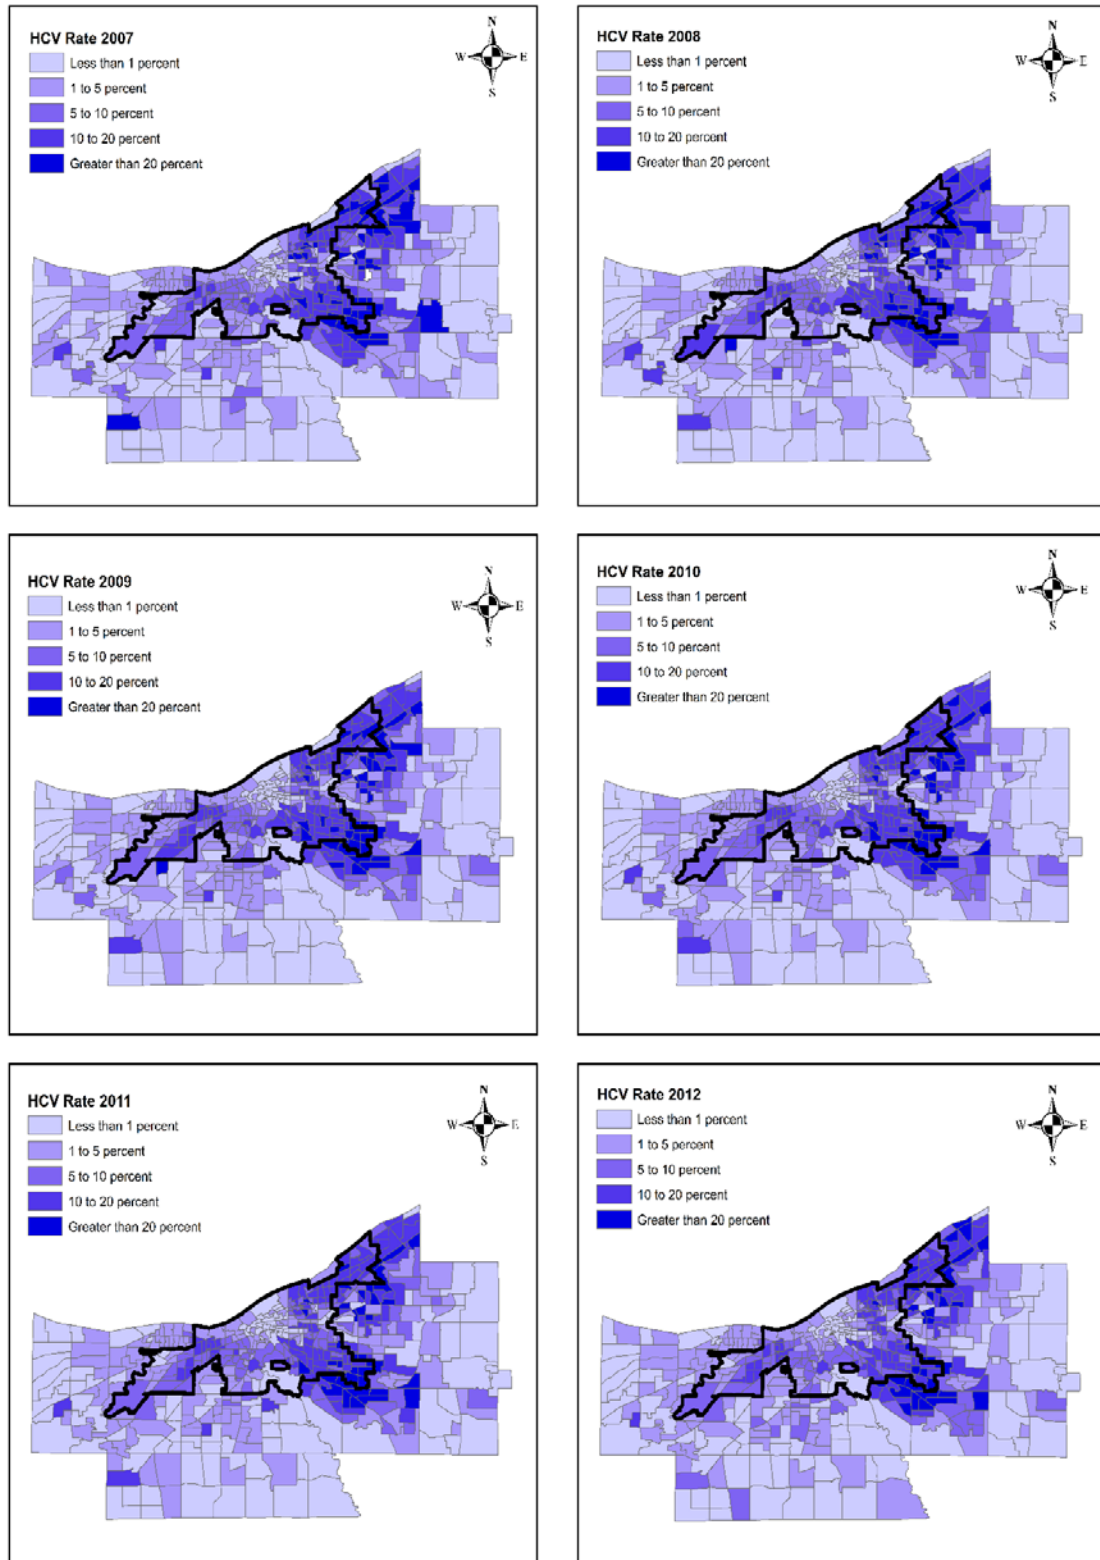 HCV Rate 2007
Less than 1 percent
1 to 5 percent
5 to 10 percent
10 to 20 percent
Greater than 20 percent
N
W E
S
HCV Rate 2008
Less than 1 percent
1 to 5 percent
5 to 10 percent
10 to 20 percent
Greater than 20 percent
N
W E
S
HCV Rate 2009
Less than 1 percent
1 to 5 percent
5 to 10 percent
10 to 20 percent
Greater than 20 percent
N
W E
S
HCV Rate 2010
Less than 1 percent
1 to 5 percent
5 to 10 percent
10 to 20 percent
Greater than 20 percent
N
W E
S
HCV Rate 2011
Less than 1 percent
1 to 5 percent
5 to 10 percent
10 to 20 percent
Greater than 20 percent
N
W E
S
HCV Rate 2012
Less than 1 percent
1 to 5 percent
5 to 10 percent
10 to 20 percent
Greater than 20 percent
N
W E
S